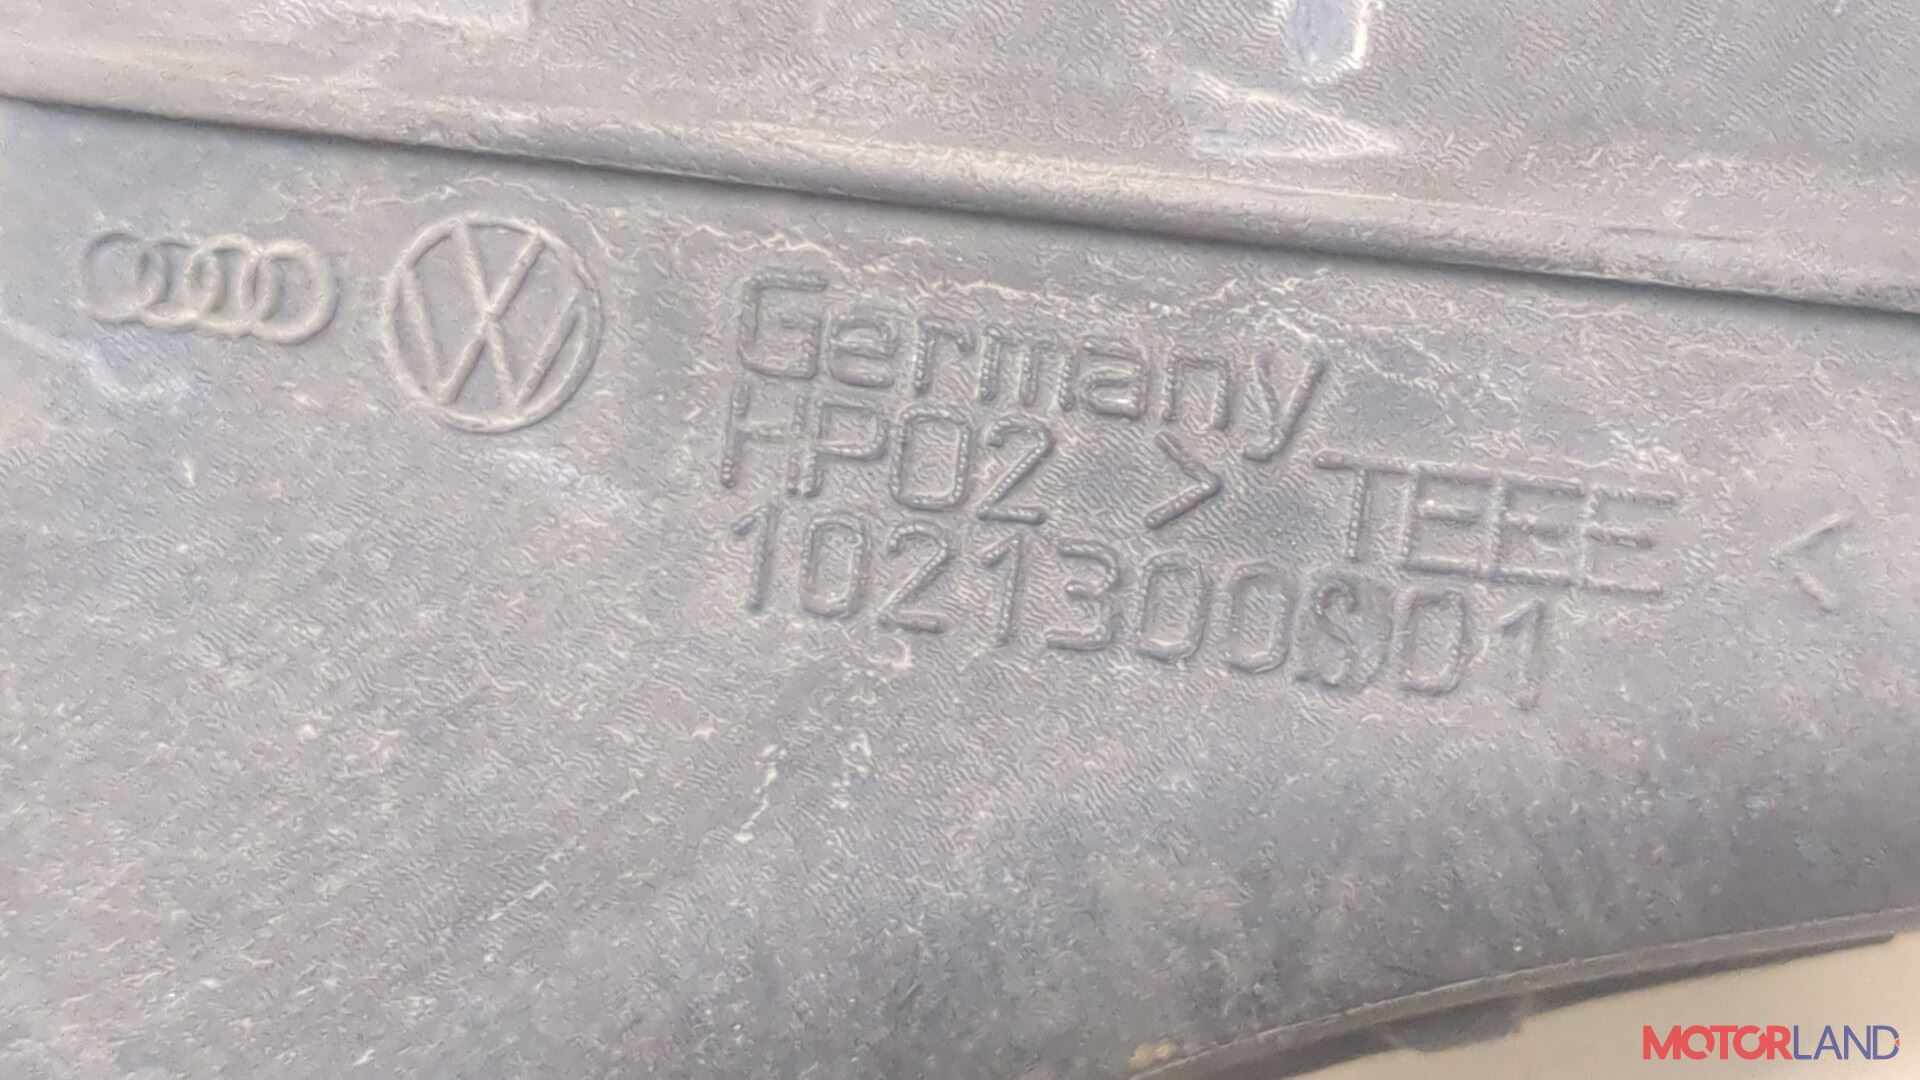 Germany
HP02 > TEEE <
1021300S01
MOTORLAND